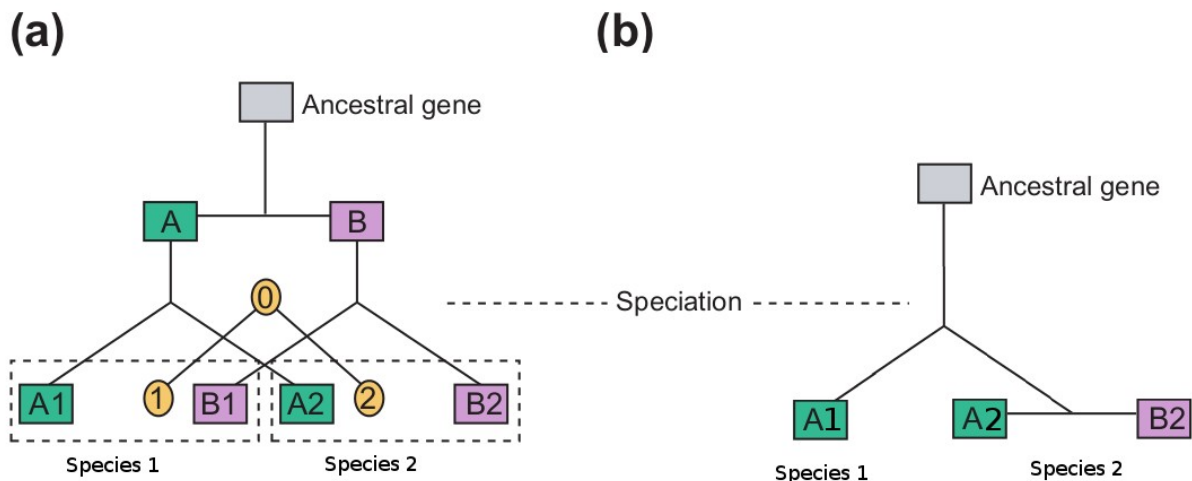 (a)
(b)
Ancestral gene
Ancestral gene
A
B
0
Speciation
A1
1
B1
A2
2
B2
A1
A2
B2
Species 1
Species 2
Species 1
Species 2